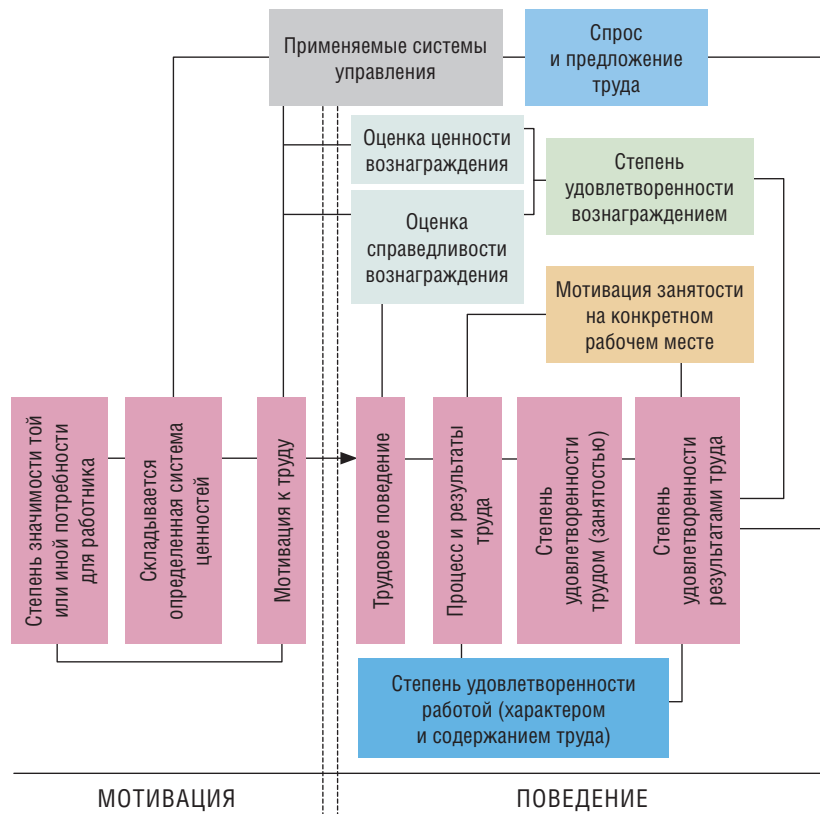 Применяемые системы
управления
Спрос
и предложение
труда
Оценка ценности
вознаграждения
Степень
удовлетворенности
вознаграждением
Оценка
справедливости
вознаграждения
Мотивация занятости
на конкретном
рабочем месте
Степень значимости той
или иной потребности
для работника
Складывается
определенная система
ценностей
Мотивация к труду
Трудовое поведение
Процесс и результаты
труда
Степень
удовлетворенности
трудом (занятостью)
Степень
удовлетворенности
результатами труда
Степень удовлетворенности
работой (характером
и содержанием труда)
МОТИВАЦИЯ
ПОВЕДЕНИЕ